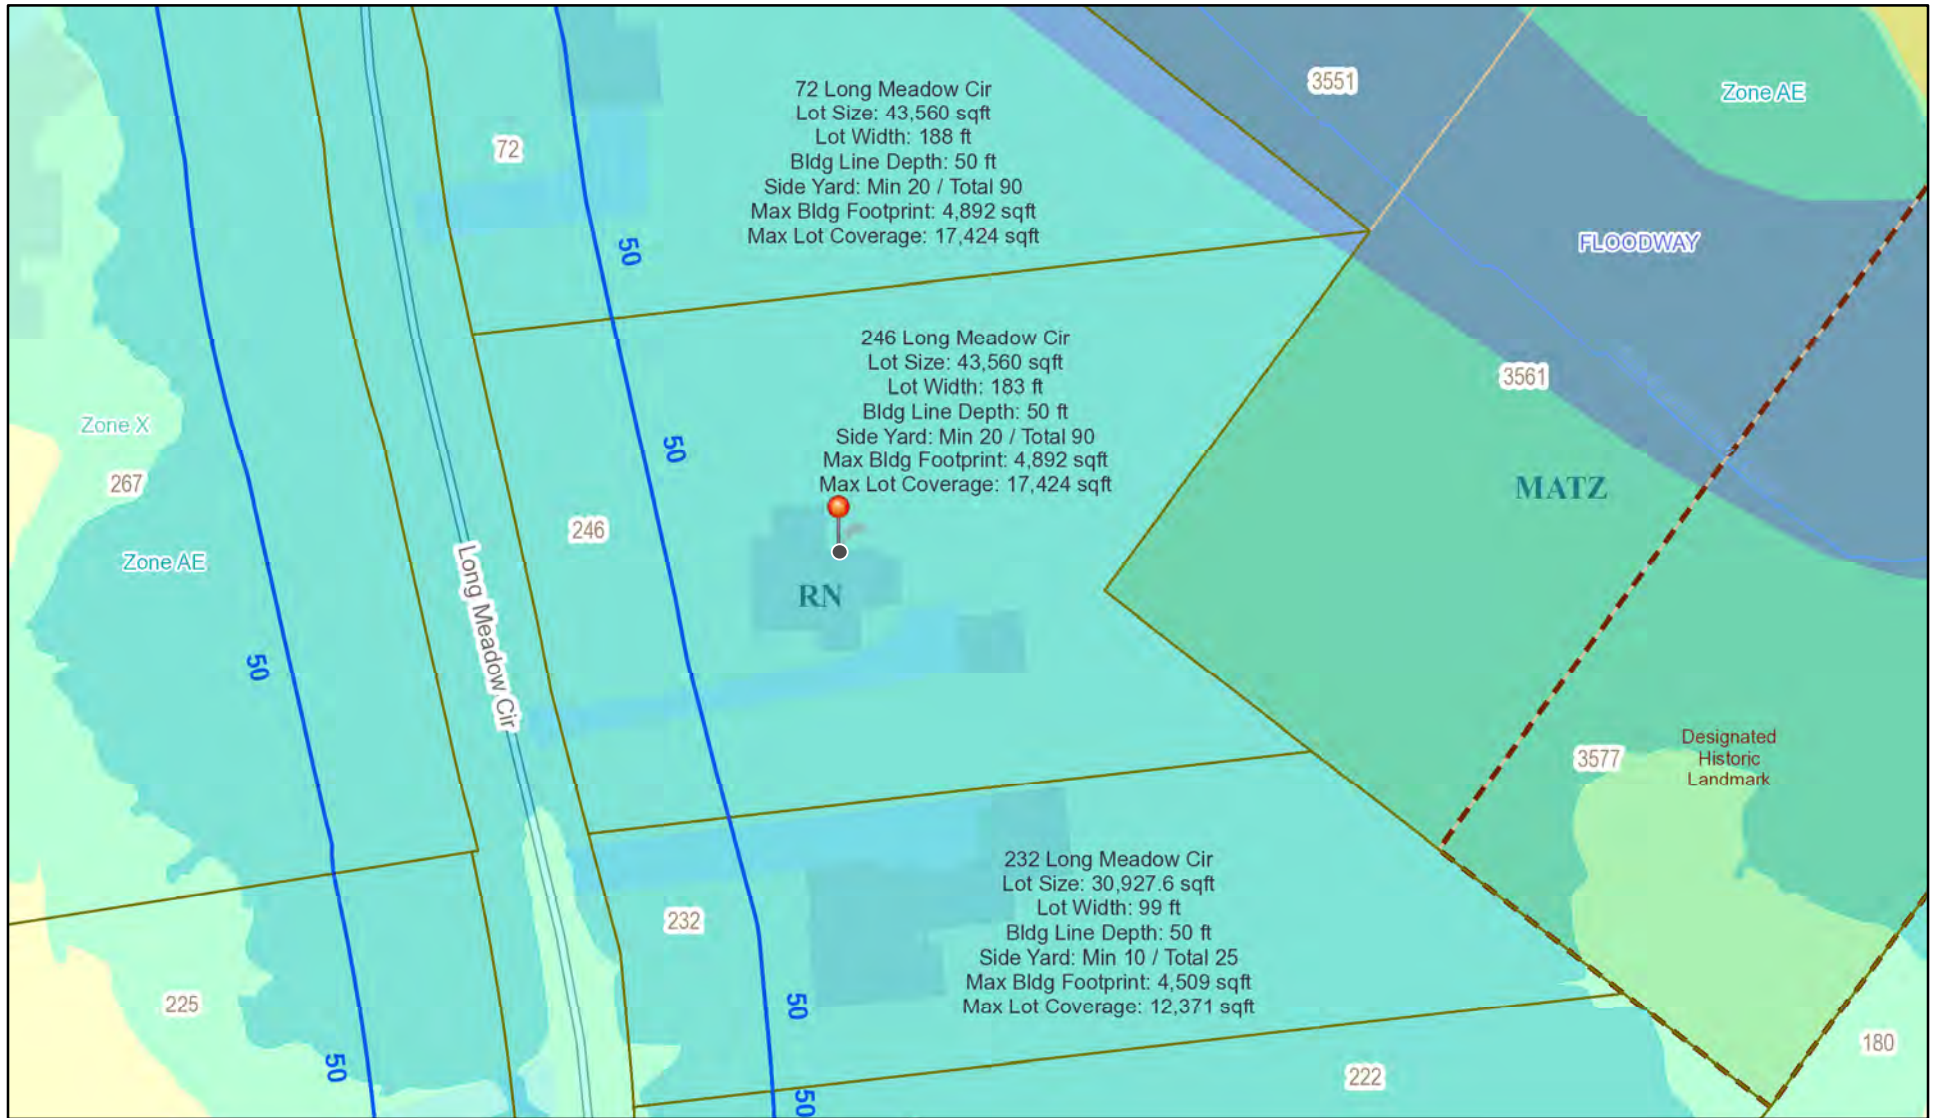 72 Long Meadow Cir
Lot Size: 43,560 sqft
Lot Width: 188 ft
Bldg Line Depth: 50 ft
Side Yard: Min 20 / Total 90
Max Bldg Footprint: 4,892 sqft
Max Lot Coverage: 17,424 sqft
72
3551
Zone AE
50
FLOODWAY
246 Long Meadow Cir
Lot Size: 43,560 sqft
Lot Width: 183 ft
Bldg Line Depth: 50 ft
Side Yard: Min 20 / Total 90
Max Bldg Footprint: 4,892 sqft
Max Lot Coverage: 17,424 sqft
3561
Zone X
50
267
MATZ
246
Zone AE
RN
Long Meadow Cir
50
Designated
Historic
Landmark
3577
232 Long Meadow Cir
Lot Size: 30,927.6 sqft
Lot Width: 99 ft
Bldg Line Depth: 50 ft
Side Yard: Min 10 / Total 25
Max Bldg Footprint: 4,509 sqft
Max Lot Coverage: 12,371 sqft
232
225
50
180
50
222
50